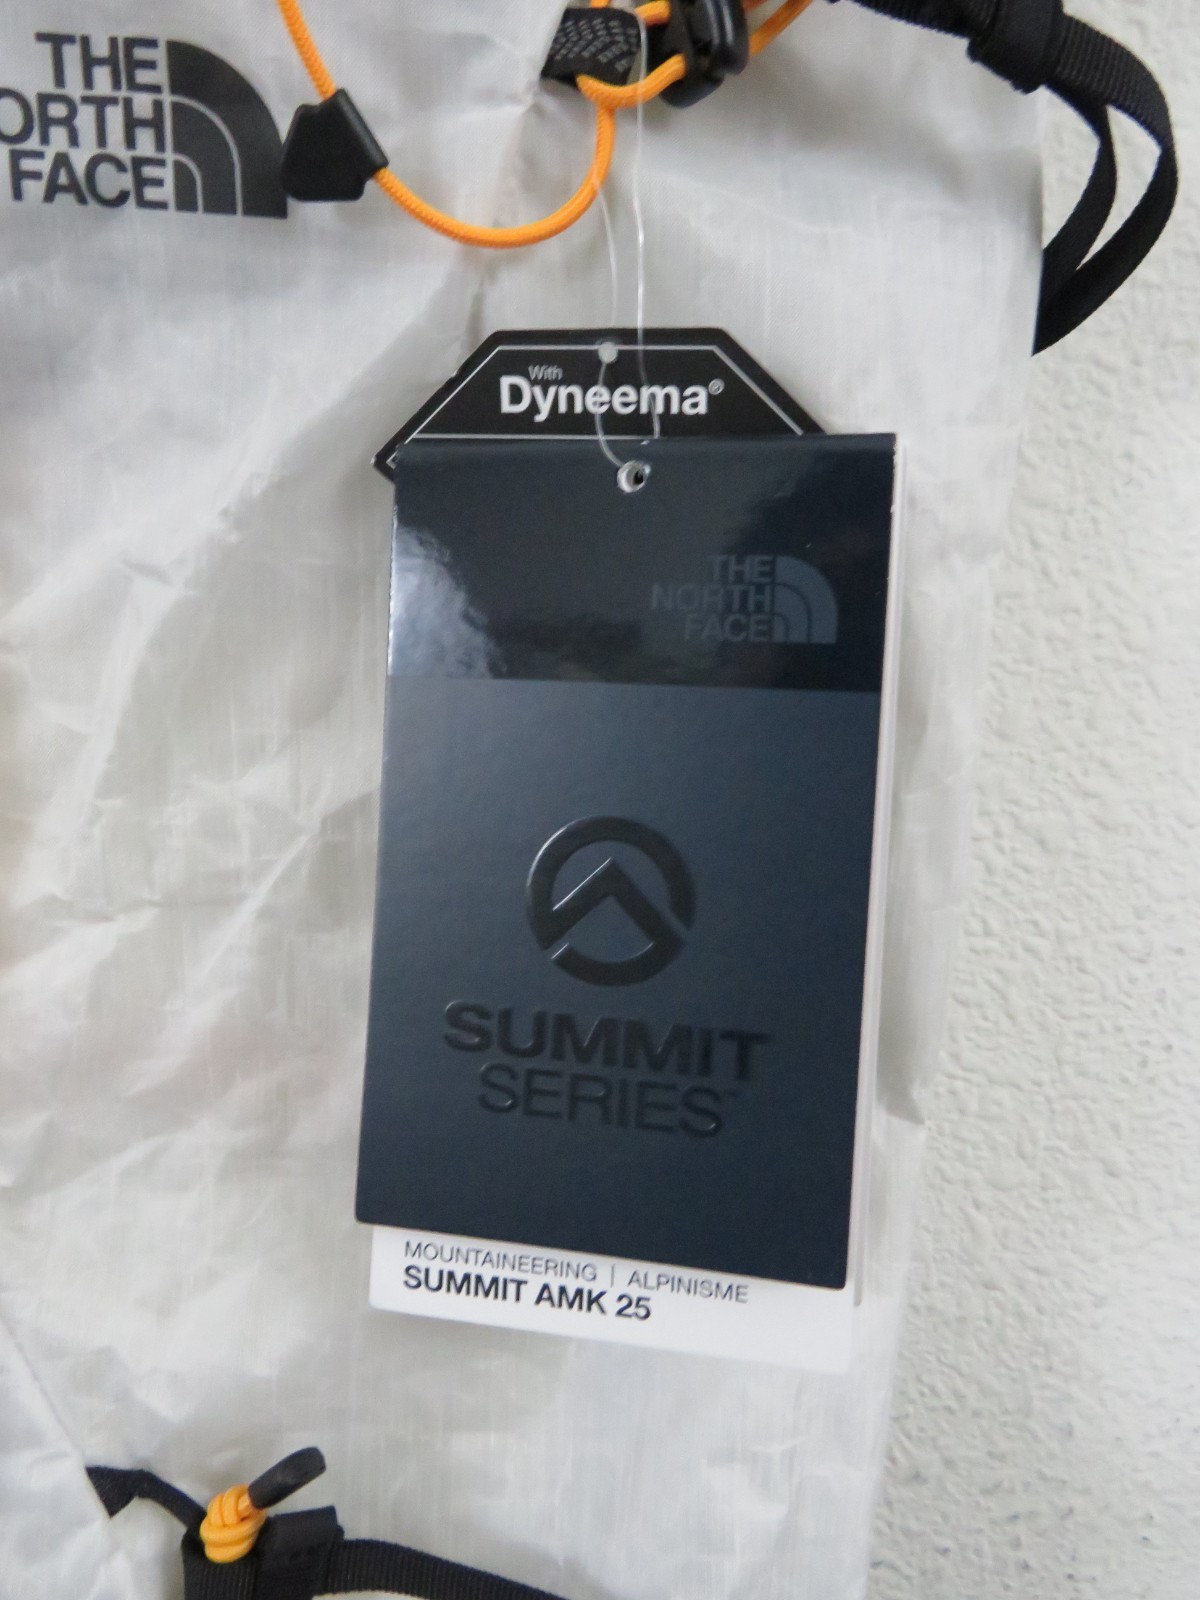 THE
NORTH
FACE
With
Dyneema®
THE
NORTH
FACE
SUMMIT
SERIES™
MOUNTAINEERING | ALPINISME
SUMMIT AMK 25